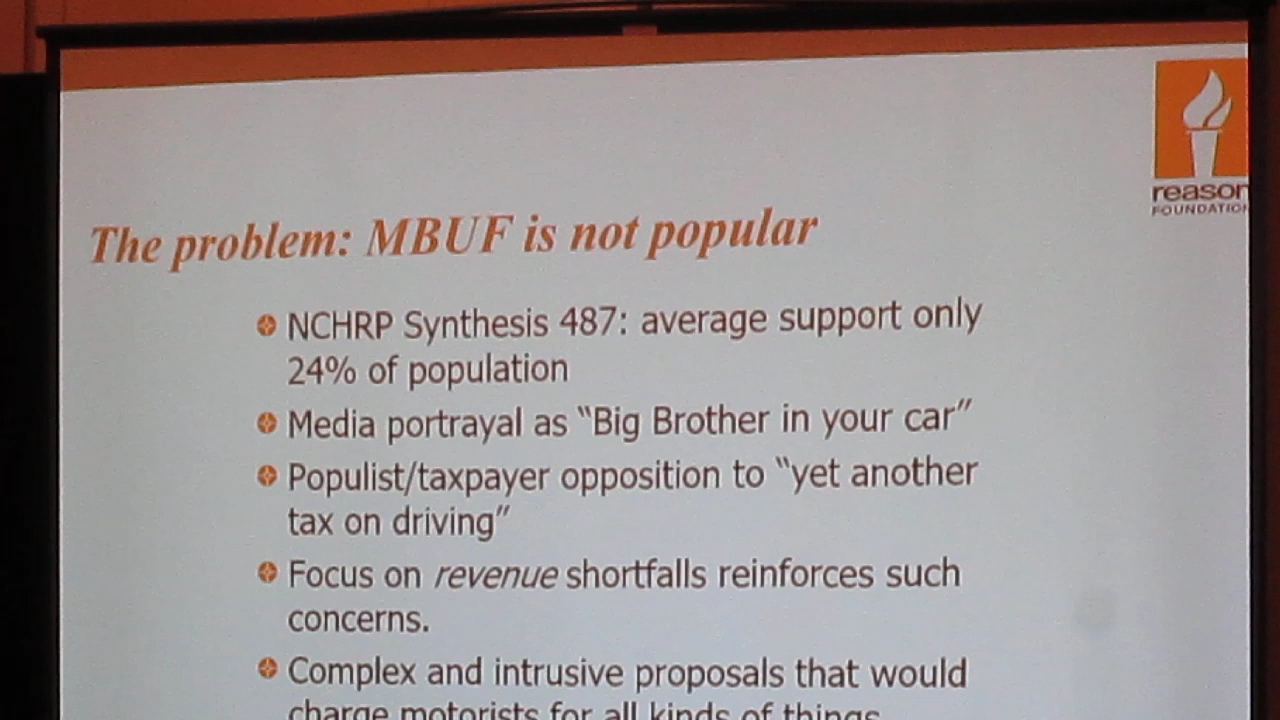 reason
FOUNDATION
The problem: MBUF is not popular
NCHRP Synthesis 487: average support only
24% of population
Media portrayal as “Big Brother in your car”
Populist/taxpayer opposition to “yet another
tax on driving”
Focus on revenue shortfalls reinforces such
concerns.
Complex and intrusive proposals that would
charge motorists for all kinds of things